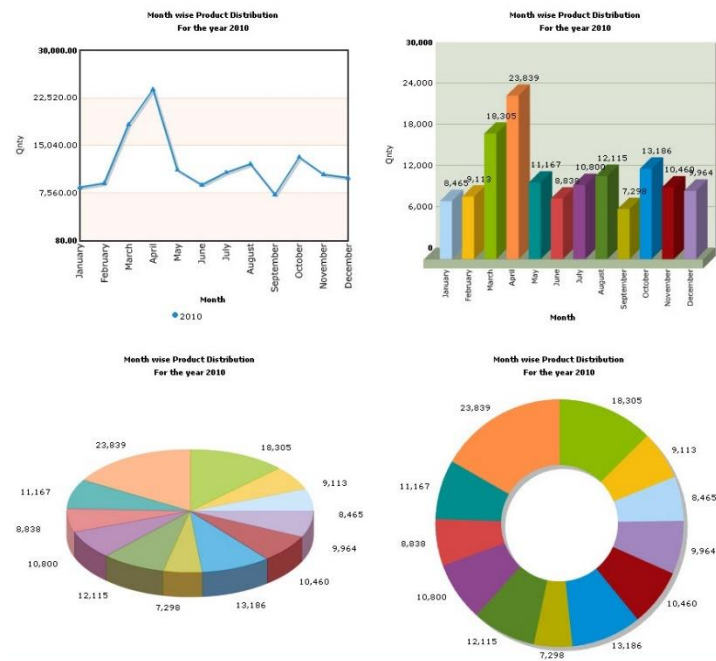 Month wise Product Distribution
For the year 2010
30,000.00
22,520.00
15,040.00
7,560.00
80.00
Qnty
January
February
March
April
May
June
July
August
September
October
November
December
Month
2010
Month wise Product Distribution
For the year 2010
30,000
24,000
18,000
12,000
6,000
0
Qnty
8,465
9,113
18,305
23,839
11,167
8,838
10,800
12,115
7,298
13,186
10,460
9,964
January
February
March
April
May
June
July
August
September
October
November
December
Month
Month wise Product Distribution
For the year 2010
23,839
18,305
9,113
8,465
9,964
10,460
13,186
7,298
12,115
10,800
8,838
11,167
Month wise Product Distribution
For the year 2010
23,839
18,305
9,113
8,465
9,964
10,460
13,186
7,298
12,115
10,800
8,838
11,167